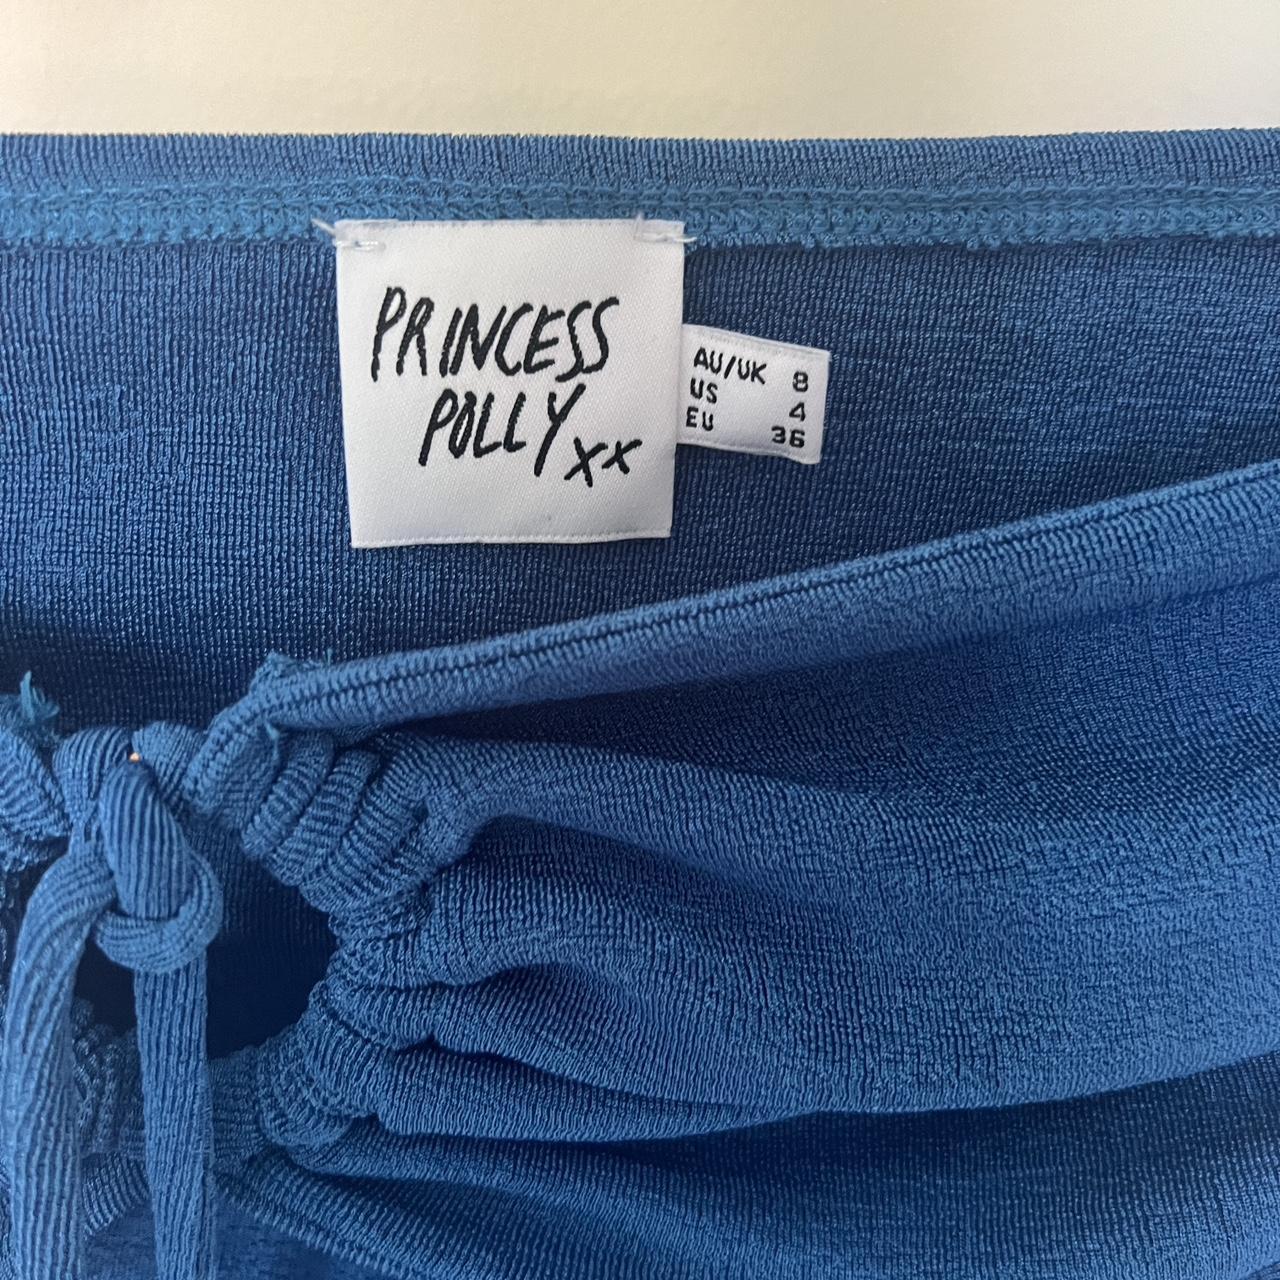 PRINCESS
POLLY xx
AU/UK 8
US 4
EU 36